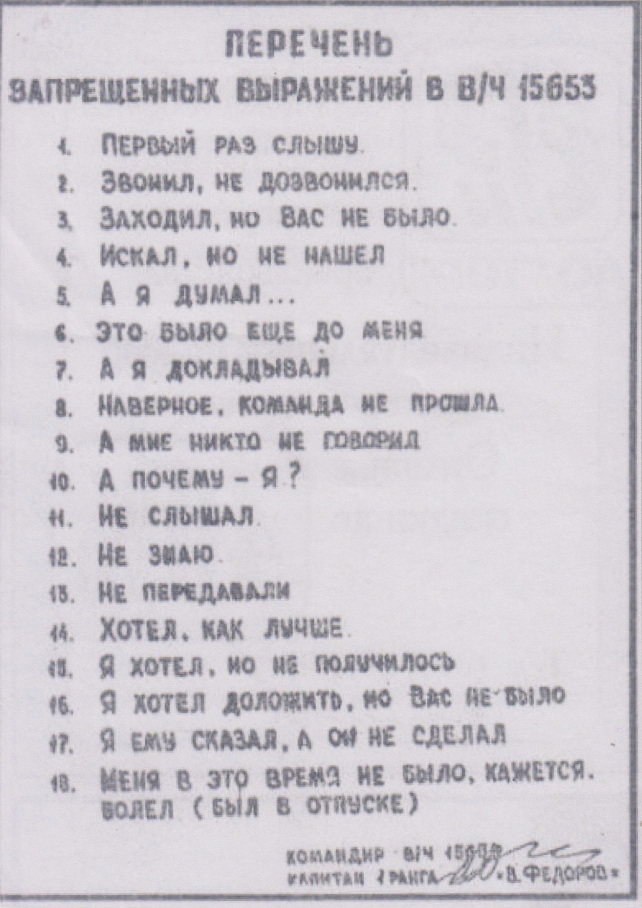 ПЕРЕЧЕНЬ
ЗАПРЕЩЕННЫХ ВЫРАЖЕНИЙ В В/Ч 15653
1. ПЕРВЫЙ РАЗ СЛЫШУ.
2. ЗВОНИЛ, НЕ ДОЗВОНИЛСЯ.
3. ЗАХОДИЛ, НО ВАС НЕ БЫЛО.
4. ИСКАЛ, НО НЕ НАШЕЛ
5. А Я ДУМАЛ...
6. ЭТО БЫЛО ЕЩЕ ДО МЕНЯ
7. А Я ДОКЛАДЫВАЛ
8. НАВЕРНОЕ, КОМАНДА НЕ ПРОШЛА.
9. А МНЕ НИКТО НЕ ГОВОРИЛ
10. А ПОЧЕМУ - Я?
11. НЕ СЛЫШАЛ.
12. НЕ ЗНАЮ.
13. НЕ ПЕРЕДАВАЛИ
14. ХОТЕЛ, КАК ЛУЧШЕ.
15. Я ХОТЕЛ, НО НЕ ПОЛУЧИЛОСЬ
16. Я ХОТЕЛ ДОЛОЖИТЬ, НО ВАС НЕ БЫЛО
17. Я ЕМУ СКАЗАЛ, А ОН НЕ СДЕЛАЛ
18. МЕНЯ В ЭТО ВРЕМЯ НЕ БЫЛО, КАЖЕТСЯ.
БОЛЕЛ (БЫЛ В ОТПУСКЕ)
КОМАНДИР В/Ч 15653
КАПИТАН 1 РАНГА "В.ФЕДОРОВ"